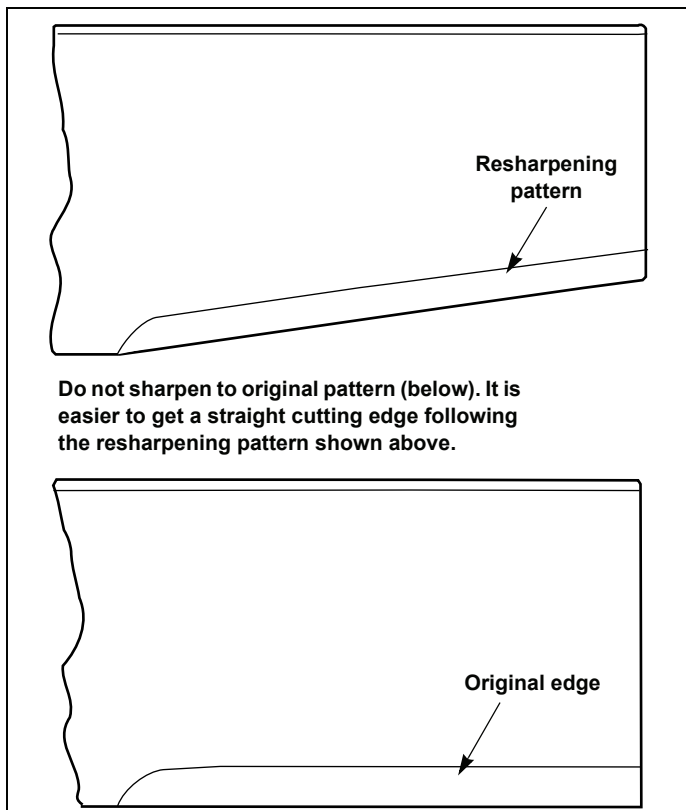 Resharpening
pattern
Do not sharpen to original pattern (below). It is
easier to get a straight cutting edge following
the resharpening pattern shown above.
Original edge